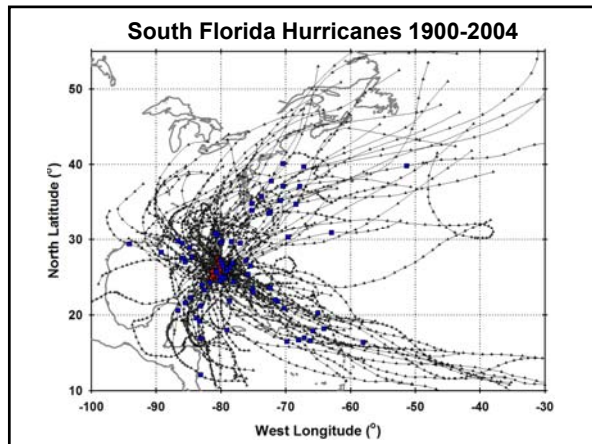 South Florida Hurricanes 1900-2004
50
40
30
20
10
North Latitude (°)
-100 -90 -80 -70 -60 -50 -40 -30
West Longitude (°)